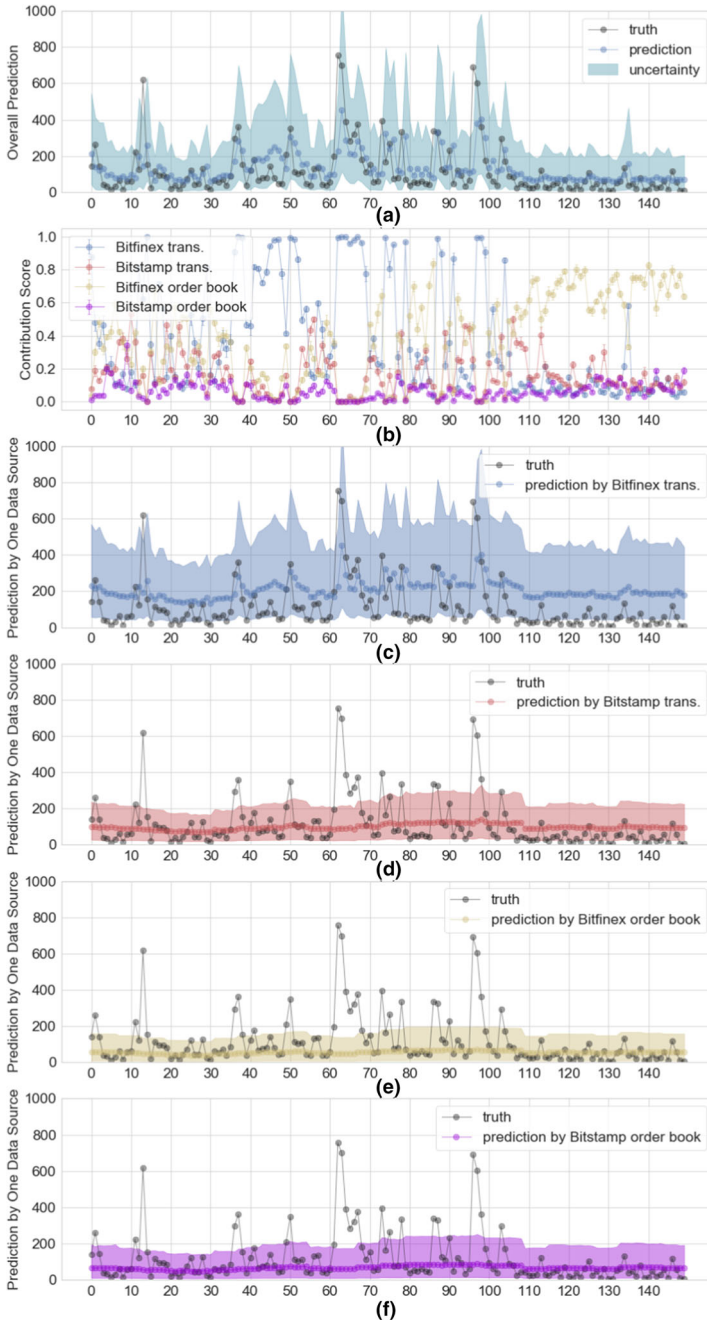 1000
800
600
400
200
0
Overall Prediction
truth
prediction
uncertainty
0 10 20 30 40 50 60 70 80 90 100 110 120 130 140
(a)
1.0
0.8
0.6
0.4
0.2
0.0
Contribution Score
Bitfinex trans.
Bitstamp trans.
Bitfinex order book
Bitstamp order book
0 10 20 30 40 50 60 70 80 90 100 110 120 130 140
(b)
1000
800
600
400
200
0
Prediction by One Data Source
truth
prediction by Bitfinex trans.
0 10 20 30 40 50 60 70 80 90 100 110 120 130 140
(c)
1000
800
600
400
200
0
Prediction by One Data Source
truth
prediction by Bitstamp trans.
0 10 20 30 40 50 60 70 80 90 100 110 120 130 140
(d)
1000
800
600
400
200
0
Prediction by One Data Source
truth
prediction by Bitfinex order book
0 10 20 30 40 50 60 70 80 90 100 110 120 130 140
(e)
1000
800
600
400
200
0
Prediction by One Data Source
truth
prediction by Bitstamp order book
0 10 20 30 40 50 60 70 80 90 100 110 120 130 140
(f)